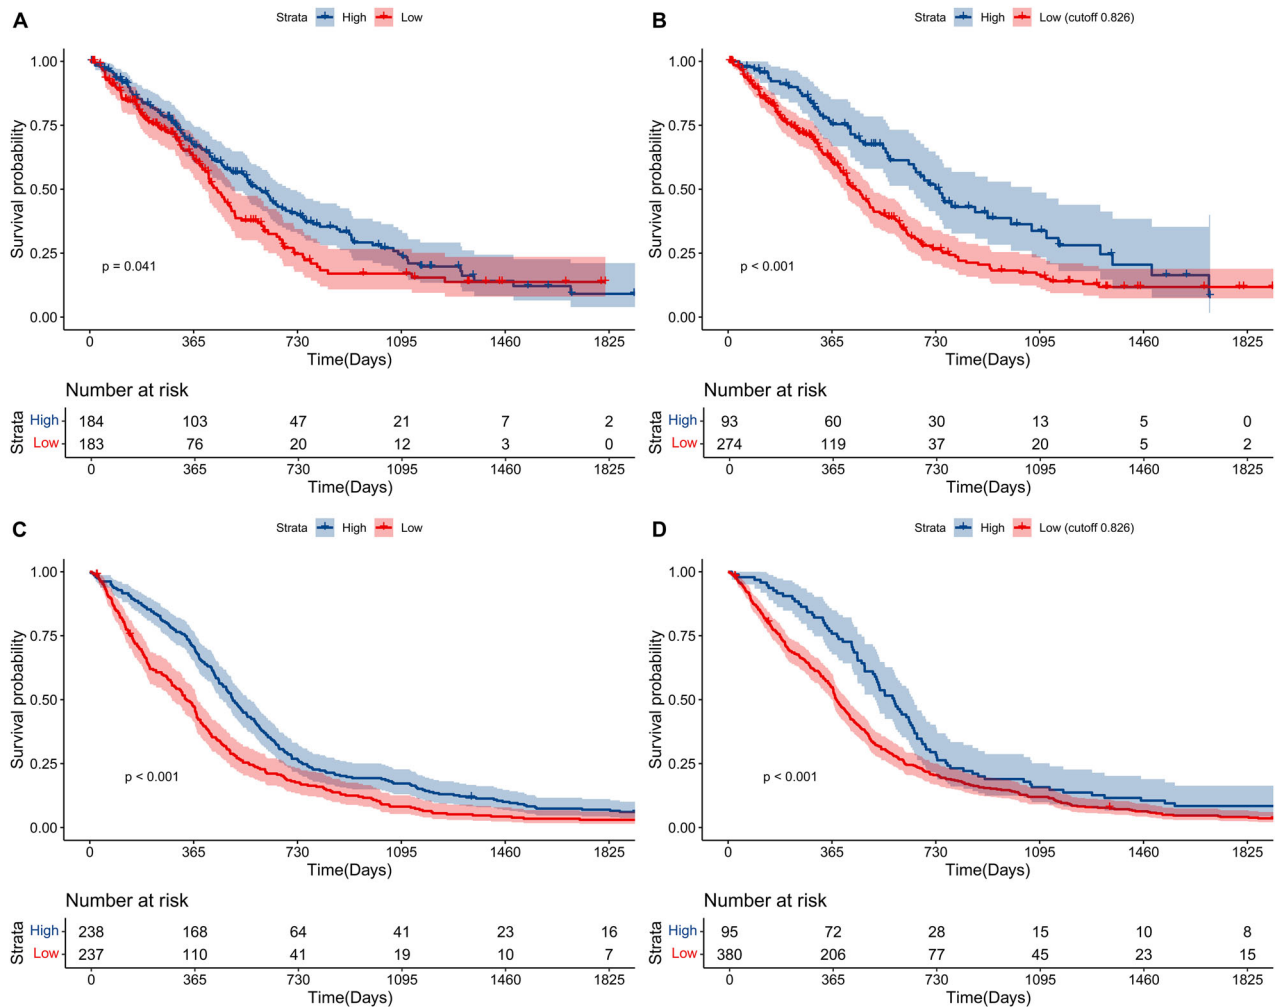 A
Strata High Low
Survival probability
1.00
0.75
0.50
0.25
0.00
p = 0.041
0 365 730 1095 1460 1825
Time(Days)
Number at risk
Strata
High 184 103 47 21 7 2
Low 183 76 20 12 3 0
0 365 730 1095 1460 1825
Time(Days)
B
Strata High Low (cutoff 0.826)
Survival probability
1.00
0.75
0.50
0.25
0.00
p < 0.001
0 365 730 1095 1460 1825
Time(Days)
Number at risk
Strata
High 93 60 30 13 5 0
Low 274 119 37 20 5 2
0 365 730 1095 1460 1825
Time(Days)
C
Strata High Low
Survival probability
1.00
0.75
0.50
0.25
0.00
p < 0.001
0 365 730 1095 1460 1825
Time(Days)
Number at risk
Strata
High 238 168 64 41 23 16
Low 237 110 41 19 10 7
0 365 730 1095 1460 1825
Time(Days)
D
Strata High Low (cutoff 0.826)
Survival probability
1.00
0.75
0.50
0.25
0.00
p < 0.001
0 365 730 1095 1460 1825
Time(Days)
Number at risk
Strata
High 95 72 28 15 10 8
Low 380 206 77 45 23 15
0 365 730 1095 1460 1825
Time(Days)